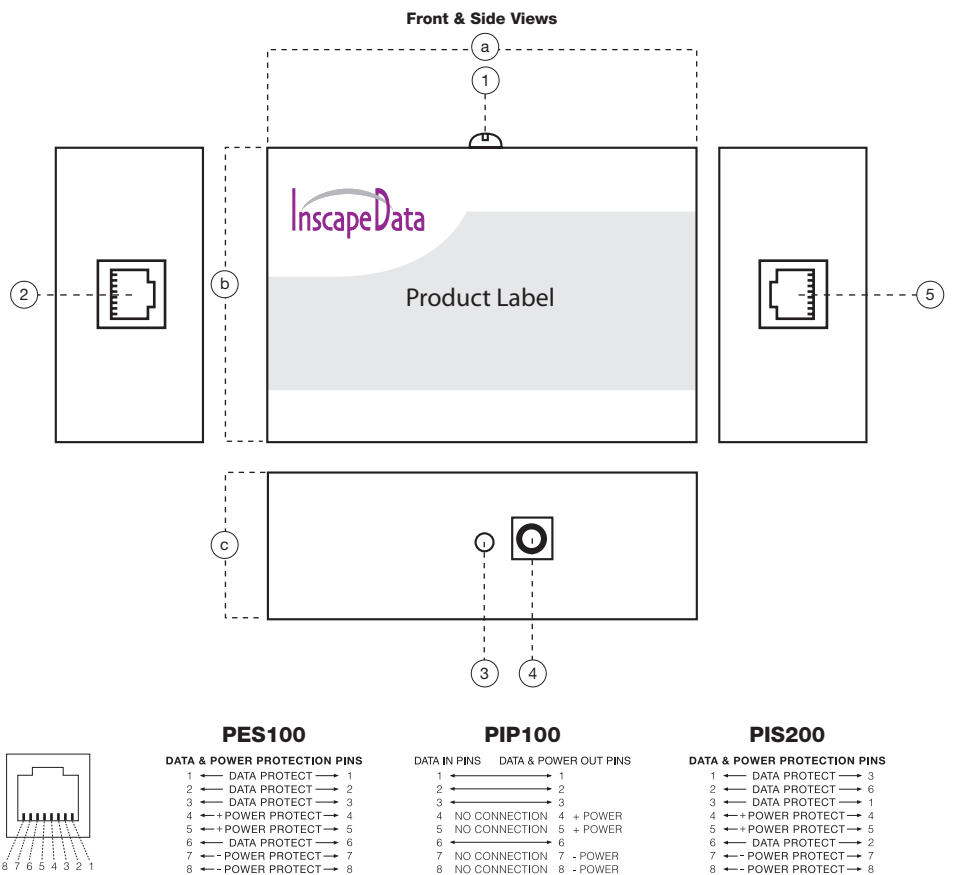 Front & Side Views
a
1
InscapeData
2
b
Product Label
5
c
3
4
8 7 6 5 4 3 2 1
PES100
DATA & POWER PROTECTION PINS
1 ← DATA PROTECT → 1
2 ← DATA PROTECT → 2
3 ← DATA PROTECT → 3
4 ← + POWER PROTECT → 4
5 ← + POWER PROTECT → 5
6 ← DATA PROTECT → 6
7 ← - POWER PROTECT → 7
8 ← - POWER PROTECT → 8
PIP100
DATA IN PINS DATA & POWER OUT PINS
1 ↔ 1
2 ↔ 2
3 ↔ 3
4 NO CONNECTION 4 + POWER
5 NO CONNECTION 5 + POWER
6 ↔ 6
7 NO CONNECTION 7 - POWER
8 NO CONNECTION 8 - POWER
PIS200
DATA & POWER PROTECTION PINS
1 ← DATA PROTECT → 3
2 ← DATA PROTECT → 6
3 ← DATA PROTECT → 1
4 ← + POWER PROTECT → 4
5 ← + POWER PROTECT → 5
6 ← DATA PROTECT → 2
7 ← - POWER PROTECT → 7
8 ← - POWER PROTECT → 8